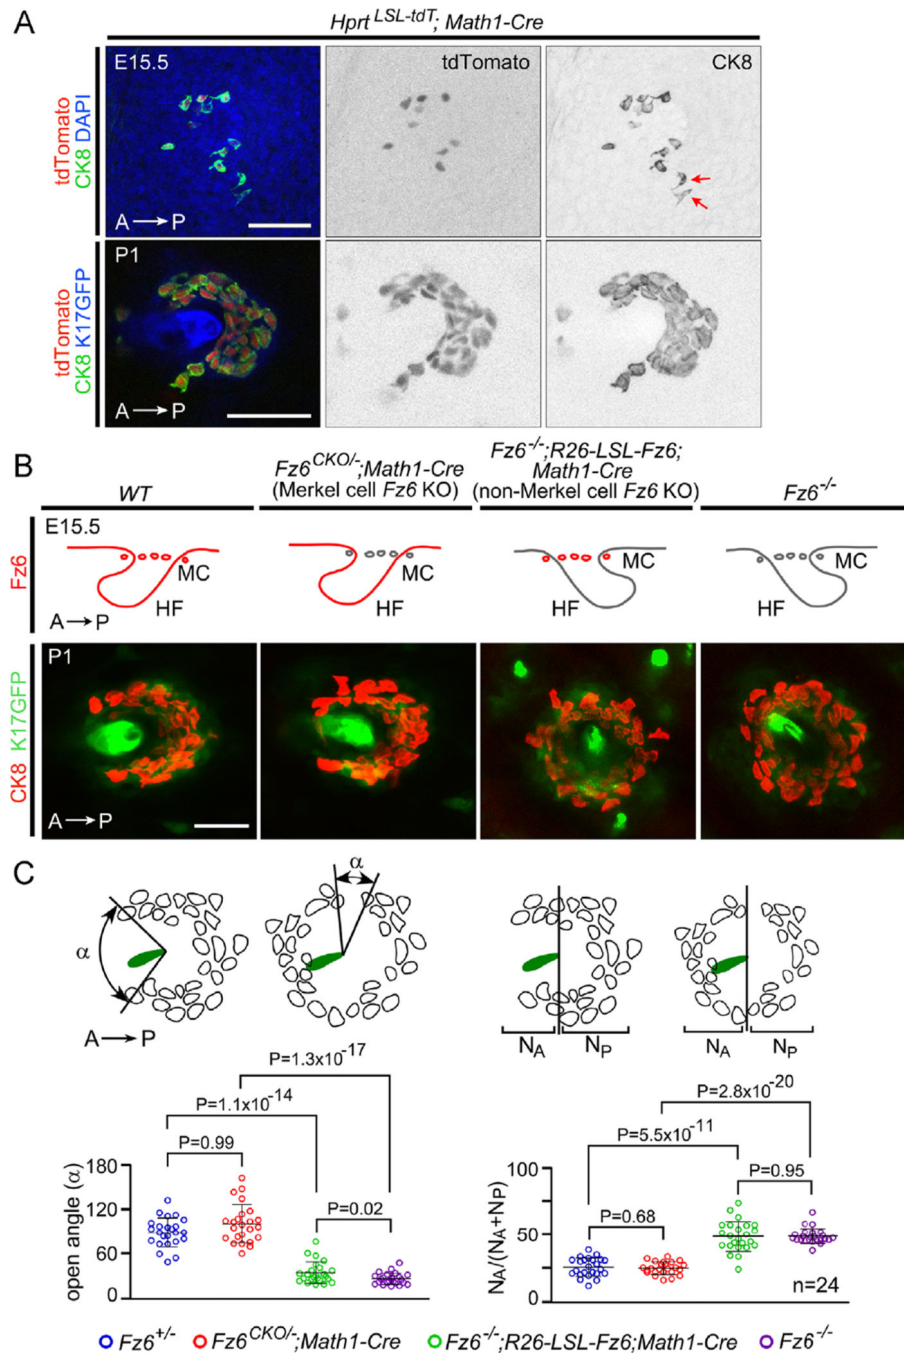 A
Hprt LSL-tdT; Math1-Cre
tdTomato
CK8 DAPI
E15.5
A → P
tdTomato
CK8
tdTomato
CK8 K17GFP
P1
A → P
B
WT
Fz6 CKO/-;Math1-Cre
(Merkel cell Fz6 KO)
Fz6-/-;R26-LSL-Fz6;
Math1-Cre
(non-Merkel cell Fz6 KO)
Fz6-/-
Fz6
E15.5
MC
HF
A → P
MC
HF
MC
HF
MC
HF
CK8 K17GFP
P1
A → P
C
α
α
A → P
NA
NP
NA
NP
P=1.3x10-17
P=1.1x10-14
P=0.99
P=0.02
open angle (α)
180
120
60
0
P=2.8x10-20
P=5.5x10-11
P=0.95
P=0.68
NA/(NA+NP)
100
50
0
n=24
Fz6+/-
Fz6CKO/-;Math1-Cre
Fz6-/-;R26-LSL-Fz6;Math1-Cre
Fz6-/-